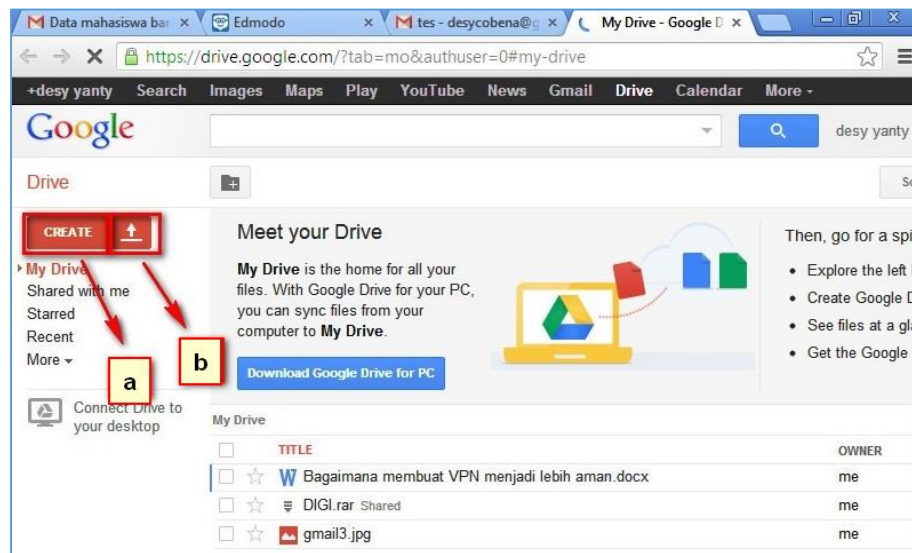 Data mahasiswa bar
Edmodo
tes - desycobena@g
My Drive - Google D
https://drive.google.com/?tab=mo&authuser=0#my-drive
+desy yanty Search Images Maps Play YouTube News Gmail Drive Calendar More
Google
desy yanty
Drive
CREATE
My Drive
Shared with me
Starred
Recent
More
a
b
Connect Drive to
your desktop
Meet your Drive
My Drive is the home for all your
files. With Google Drive for your PC,
you can sync files from your
computer to My Drive.
Download Google Drive for PC
Then, go for a spi
Explore the left
Create Google D
See files at a gl
Get the Google
My Drive
TITLE OWNER
Bagaimana membuat VPN menjadi lebih aman.docx me
DIGI.rar Shared me
gmail3.jpg me